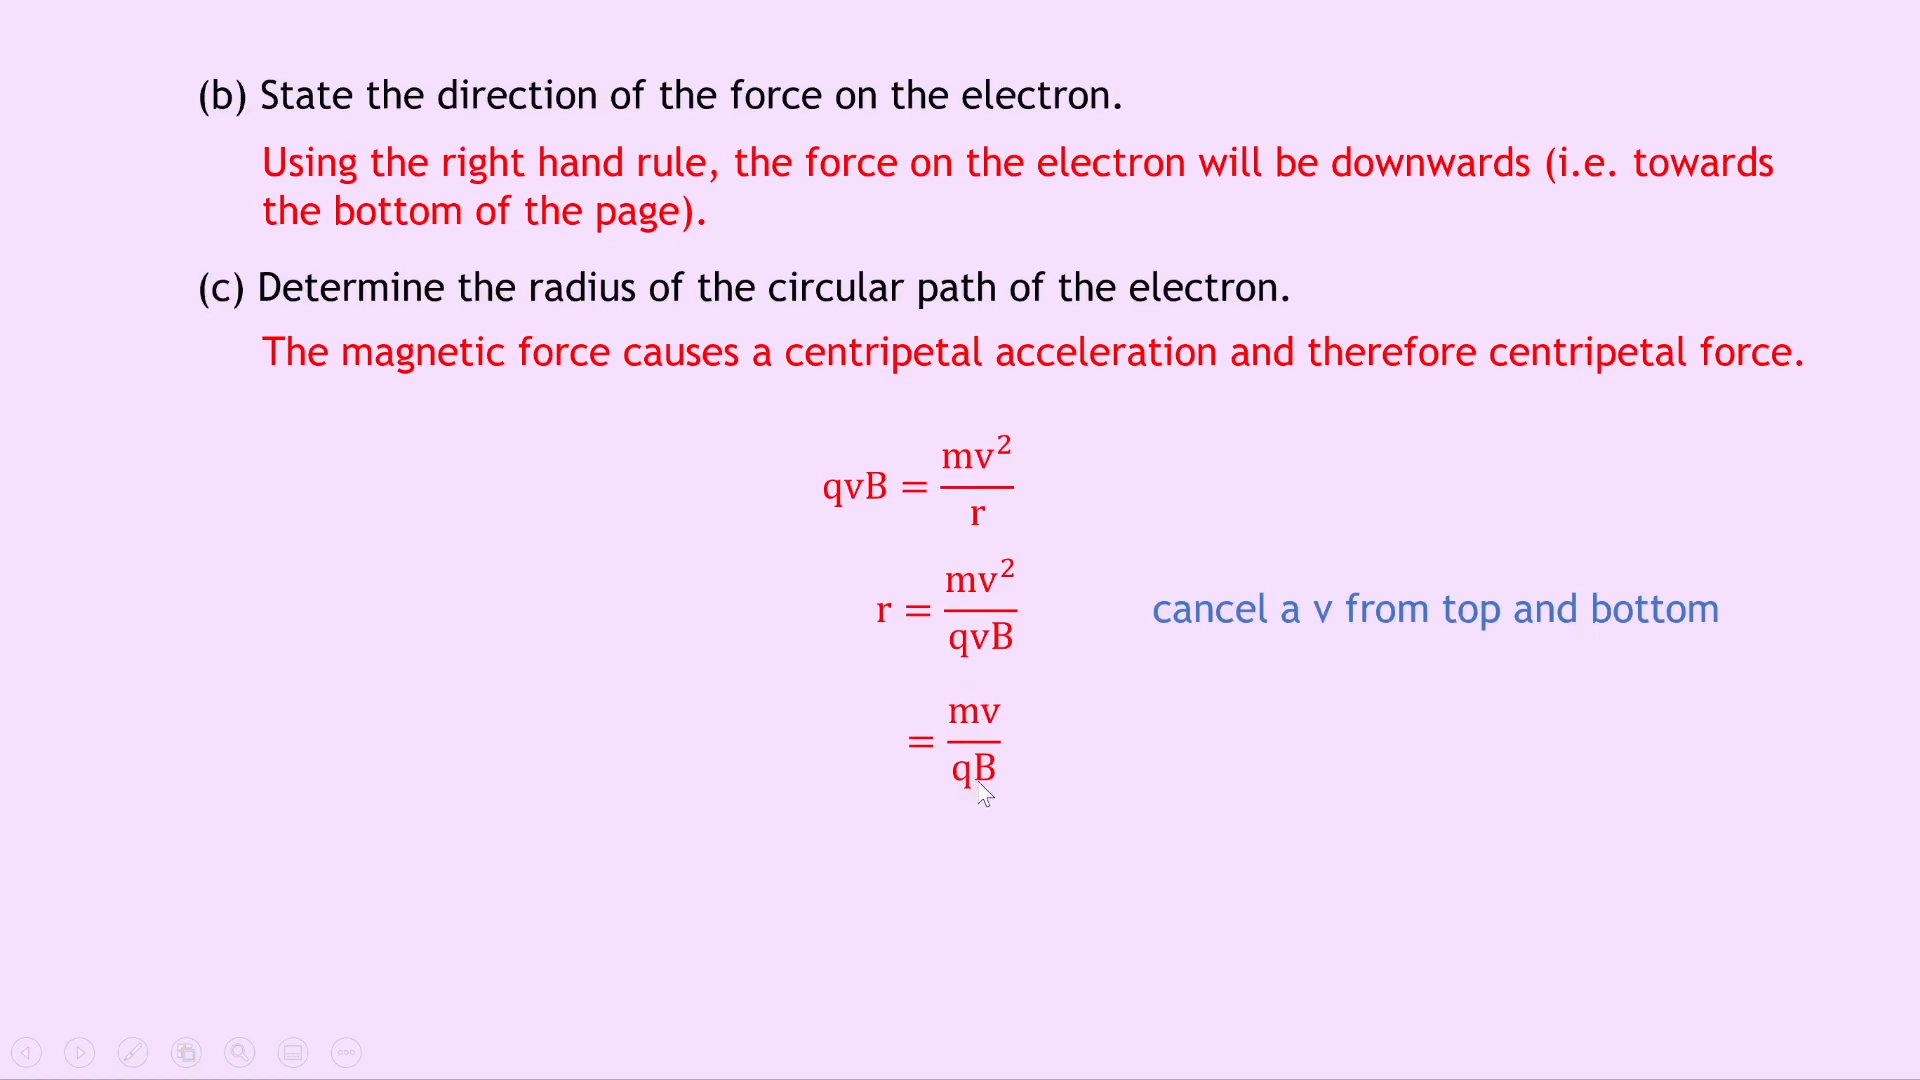 (b) State the direction of the force on the electron.
Using the right hand rule, the force on the electron will be downwards (i.e. towards
the bottom of the page).
(c) Determine the radius of the circular path of the electron.
The magnetic force causes a centripetal acceleration and therefore centripetal force.
qvB = mv²/r
r = mv²/qvB cancel a v from top and bottom
= mv/qB